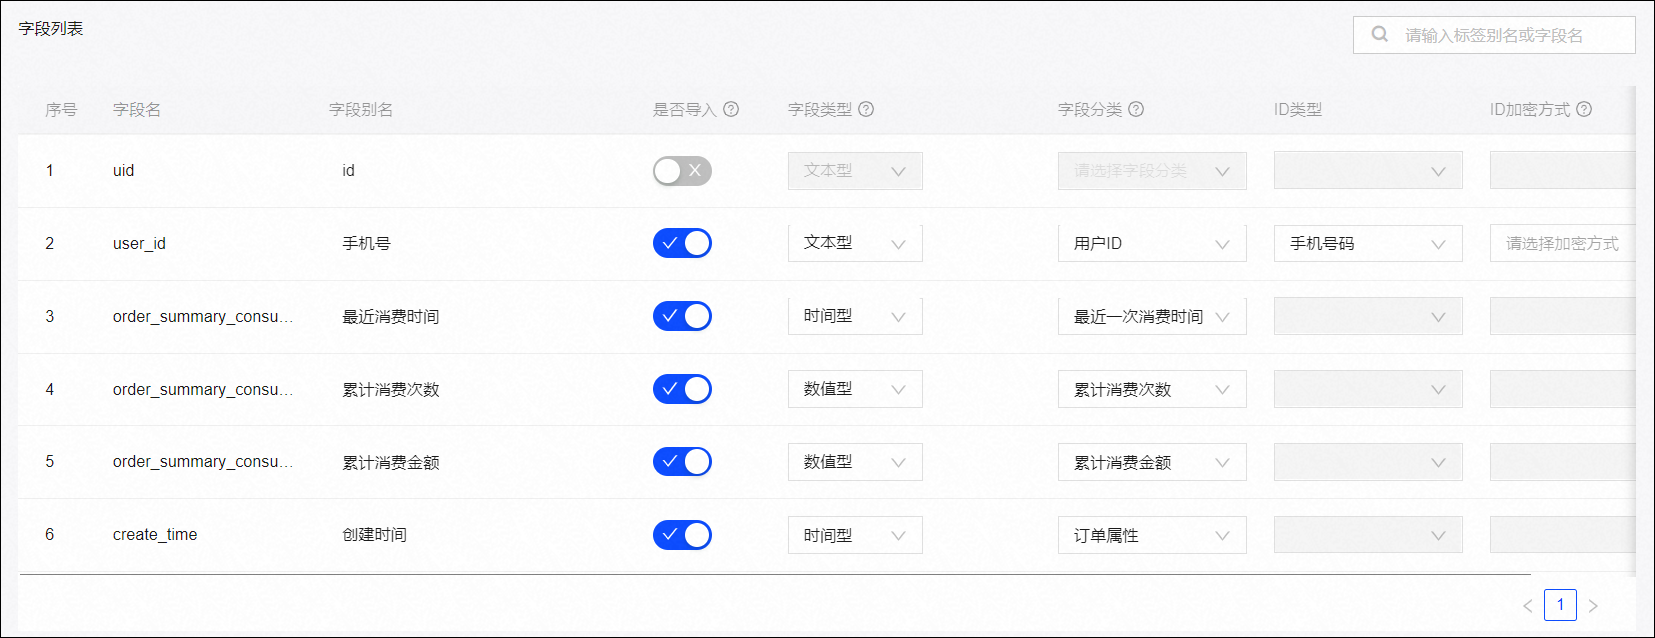 字段列表
请输入标签别名或字段名
序号 字段名 字段别名 是否导入 字段类型 字段分类 ID类型 ID加密方式
1 uid id 文本型 请选择字段分类
2 user_id 手机号 文本型 用户ID 手机号码 请选择加密方式
3 order_summary_consu... 最近消费时间 时间型 最近一次消费时间
4 order_summary_consu... 累计消费次数 数值型 累计消费次数
5 order_summary_consu... 累计消费金额 数值型 累计消费金额
6 create_time 创建时间 时间型 订单属性
1